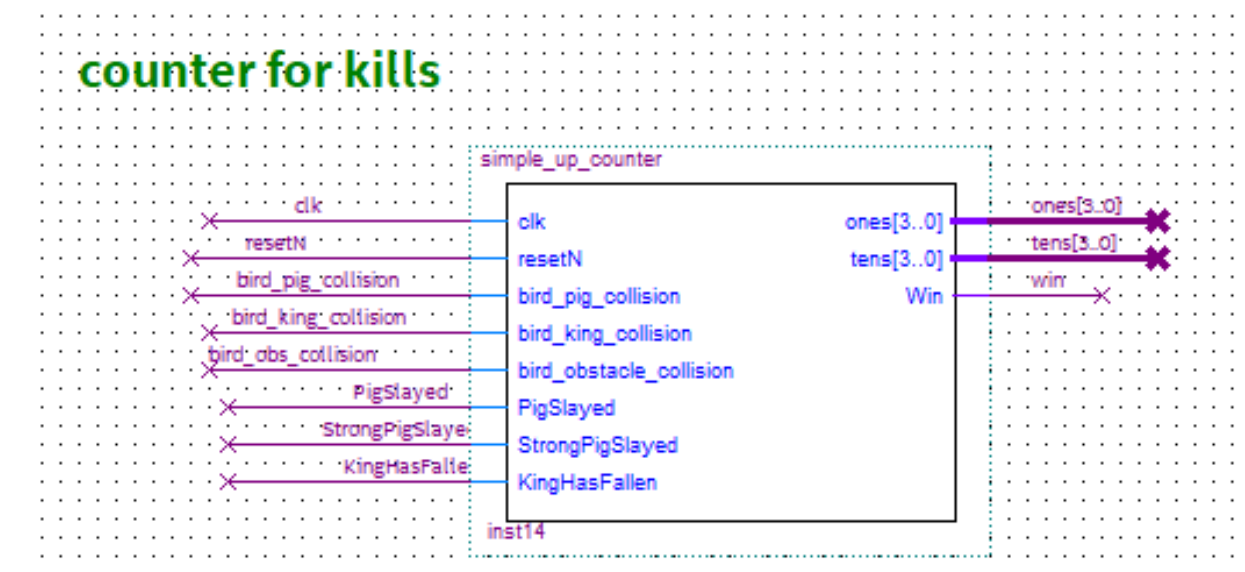 counter for kills
simple_up_counter
clk
clk
ones[3..0]
ones[3..0]
resetN
resetN
tens[3..0]
tens[3..0]
bird_pig_collision
bird_pig_collision
Win
win
bird_king_collision
bird_king_collision
bird_obs_collision
bird_obstacle_collision
PigSlayed
PigSlayed
StrongPigSlaye
StrongPigSlayed
KingHasFalle
KingHasFallen
inst14